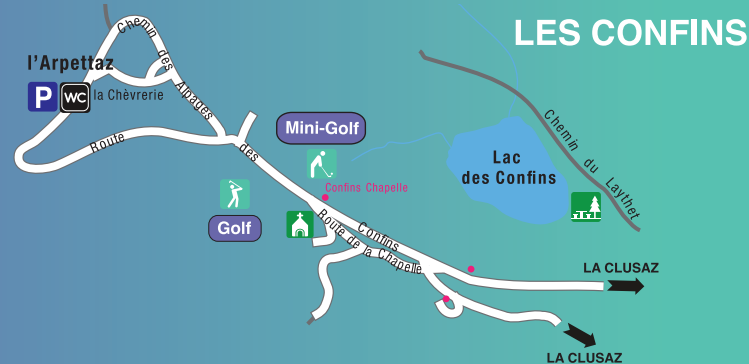 LES CONFINS
Chemin des Alpages
l'Arpettaz
P
WC
la Chèvrerie
Mini-Golf
Route des Confins
Lac
des Confins
Chemin du Laythet
Confins Chapelle
Golf
Route de la Chapelle
LA CLUSAZ
LA CLUSAZ